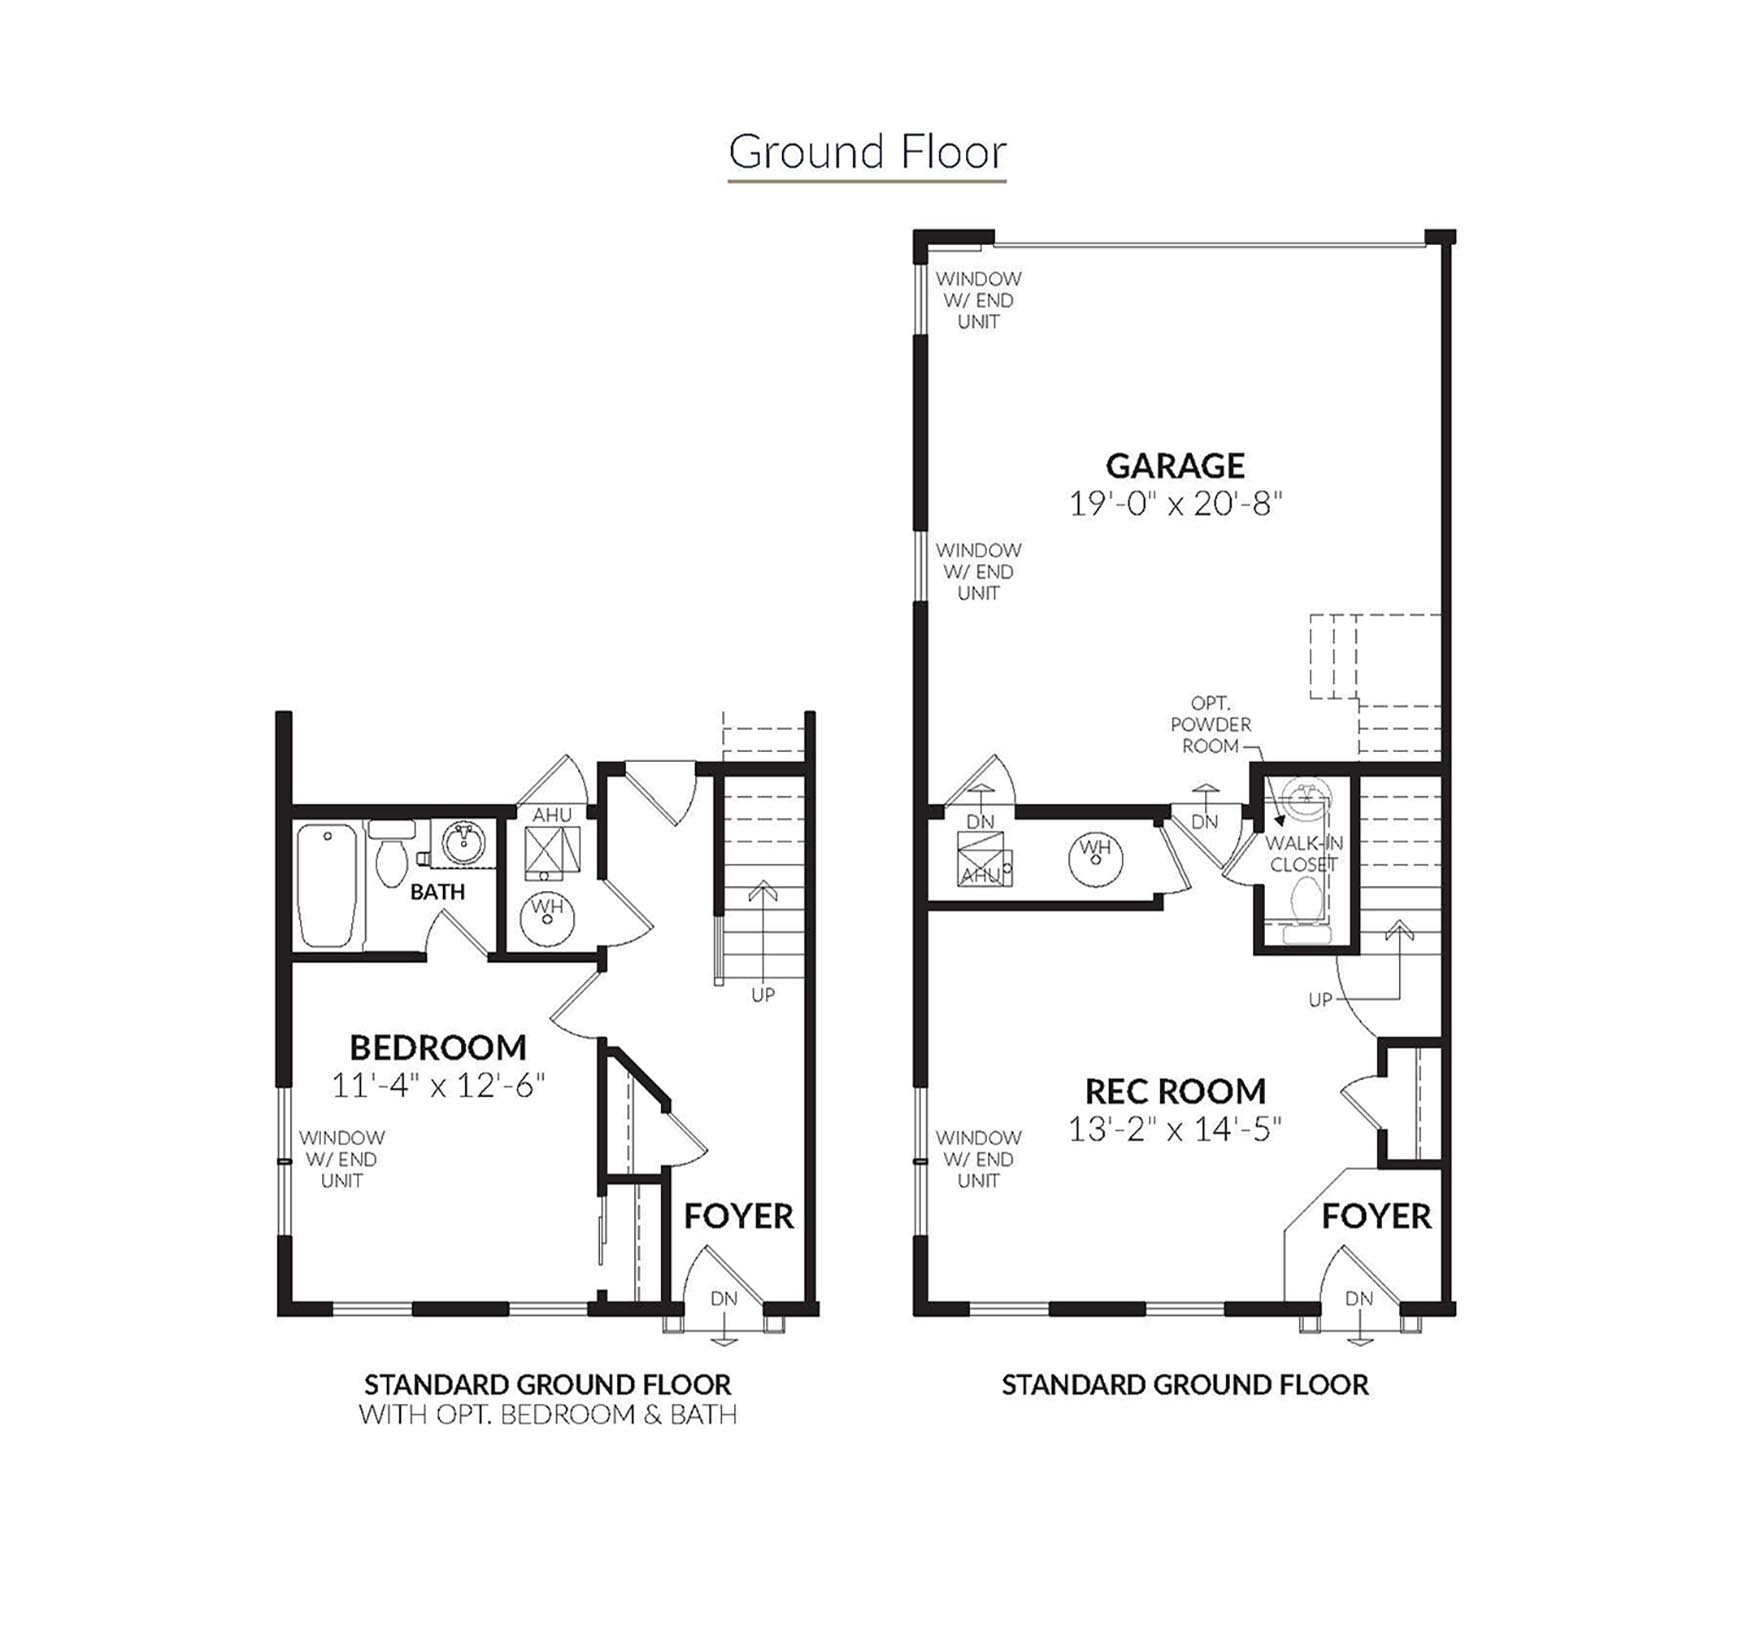 Ground Floor
AHU
WH
BATH
UP
BEDROOM
11'-4" x 12'-6"
WINDOW
W/ END
UNIT
FOYER
DN
STANDARD GROUND FLOOR
WITH OPT. BEDROOM & BATH
WINDOW
W/ END
UNIT
GARAGE
19'-0" x 20'-8"
WINDOW
W/ END
UNIT
OPT.
POWDER
ROOM
DN
DN
WH
AHU
WALK-IN
CLOSET
UP
REC ROOM
13'-2" x 14'-5"
WINDOW
W/ END
UNIT
FOYER
DN
STANDARD GROUND FLOOR